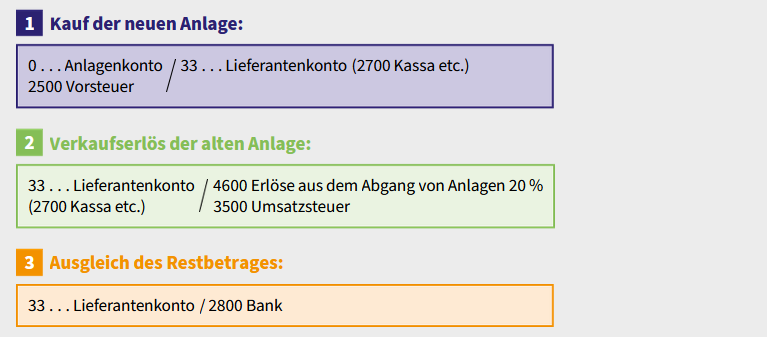 1 Kauf der neuen Anlage:
0 . . . Anlagenkonto / 33 . . . Lieferantenkonto (2700 Kassa etc.)
2500 Vorsteuer
2 Verkaufserlös der alten Anlage:
33 . . . Lieferantenkonto / 4600 Erlöse aus dem Abgang von Anlagen 20 %
(2700 Kassa etc.) 3500 Umsatzsteuer
3 Ausgleich des Restbetrages:
33 . . . Lieferantenkonto / 2800 Bank